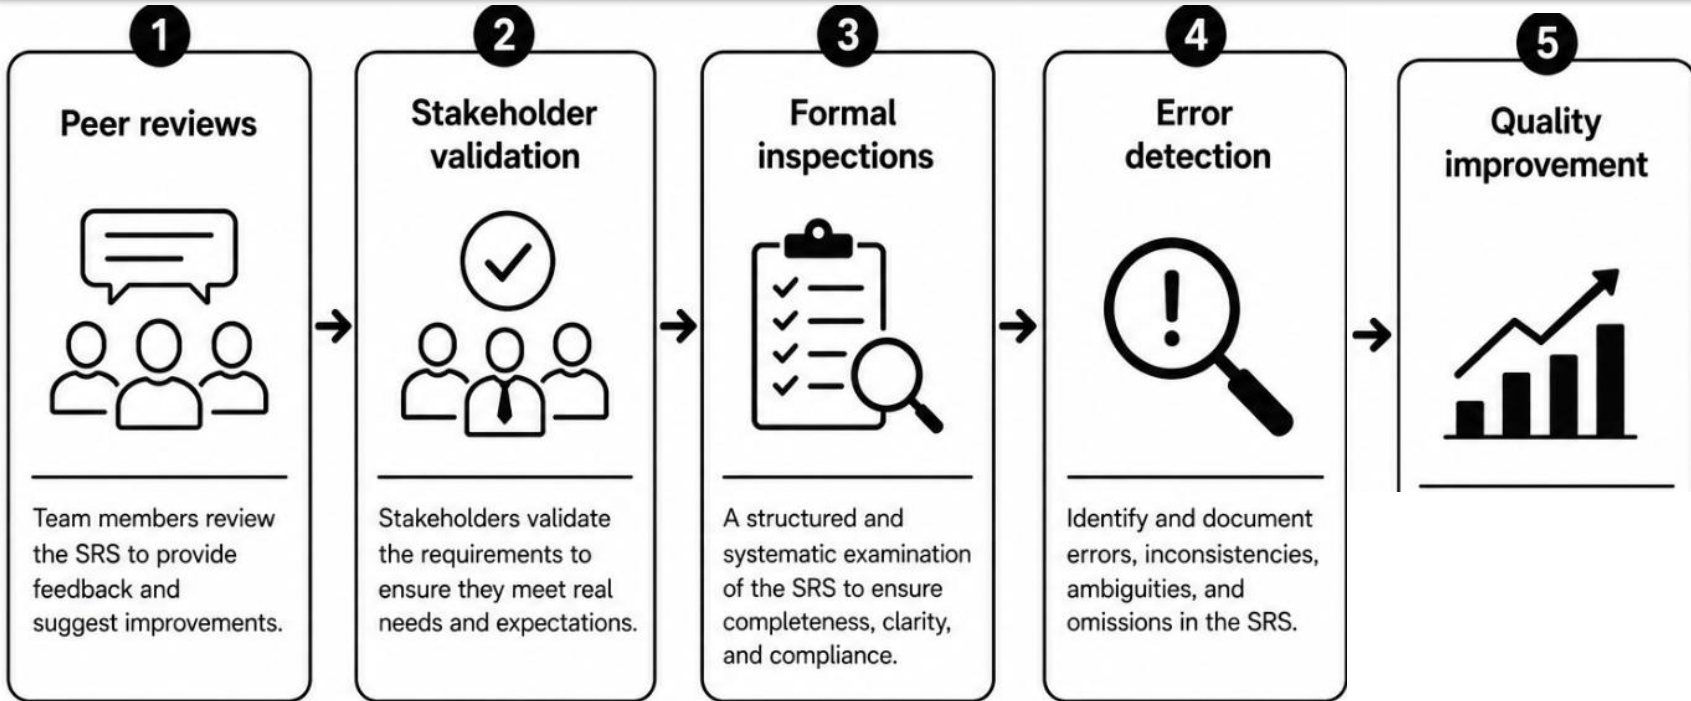 1
Peer reviews
Team members review
the SRS to provide
feedback and
suggest improvements.
2
Stakeholder
validation
Stakeholders validate
the requirements to
ensure they meet real
needs and expectations.
3
Formal
inspections
A structured and
systematic examination
of the SRS to ensure
completeness, clarity,
and compliance.
4
Error
detection
Identify and document
errors, inconsistencies,
ambiguities, and
omissions in the SRS.
5
Quality
improvement